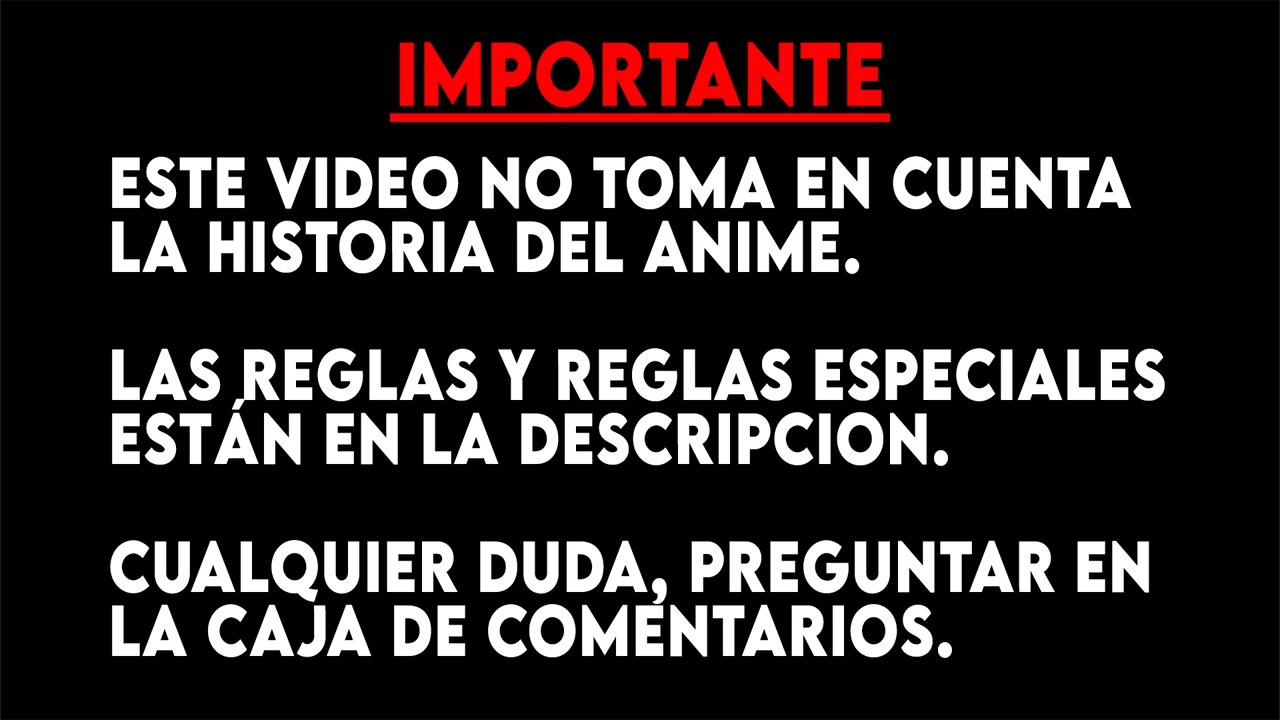 IMPORTANTE
ESTE VIDEO NO TOMA EN CUENTA
LA HISTORIA DEL ANIME.
LAS REGLAS Y REGLAS ESPECIALES
ESTÁN EN LA DESCRIPCION.
CUALQUIER DUDA, PREGUNTAR EN
LA CAJA DE COMENTARIOS.